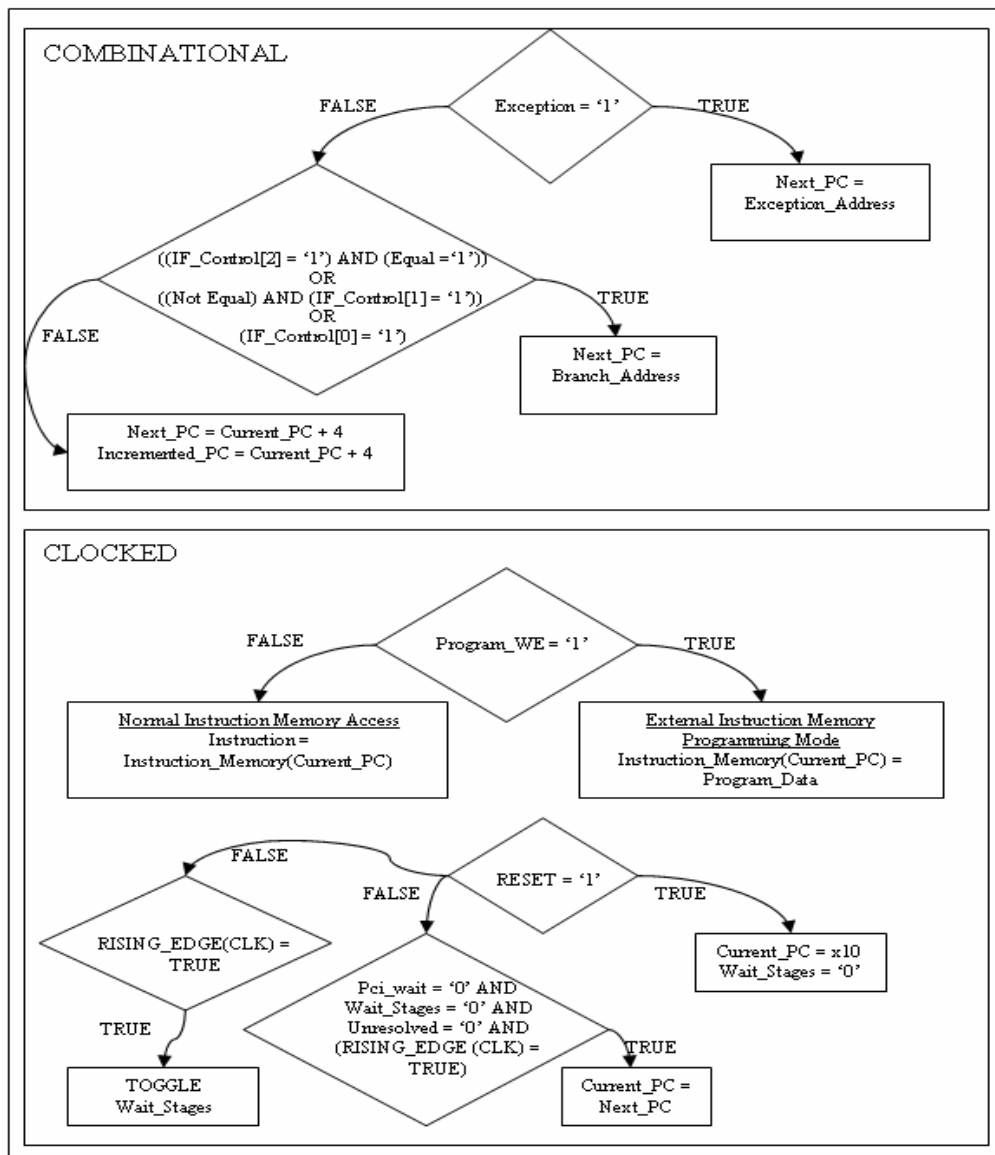 COMBINATIONAL
Exception = ‘1’
FALSE
TRUE
Next_PC =
Exception_Address
((IF_Control[2] = ‘1’) AND (Equal =‘1’))
OR
((Not Equal) AND (IF_Control[1] = ‘1’))
OR
(IF_Control[0] = ‘1’)
FALSE
TRUE
Next_PC =
Branch_Address
Next_PC = Current_PC + 4
Incremented_PC = Current_PC + 4
CLOCKED
Program_WE = ‘1’
FALSE
TRUE
Normal Instruction Memory Access
Instruction =
Instruction_Memory(Current_PC)
External Instruction Memory
Programming Mode
Instruction_Memory(Current_PC) =
Program_Data
RESET = ‘1’
FALSE
FALSE
TRUE
RISING_EDGE(CLK) =
TRUE
Current_PC = x10
Wait_Stages = ‘0’
Pci_wait = ‘0’ AND
Wait_Stages = ‘0’ AND
Unresolved = ‘0’ AND
(RISING_EDGE (CLK) =
TRUE)
TRUE
TRUE
TOGGLE
Wait_Stages
Current_PC =
Next_PC